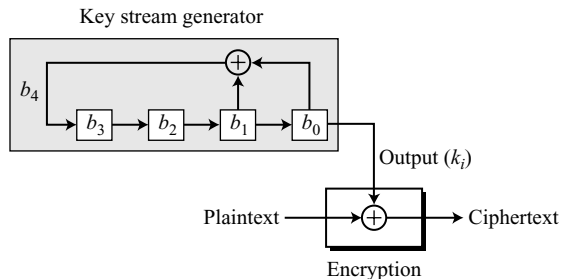 Key stream generator
b₄
b₃ b₂ b₁ b₀
Output (kᵢ)
Plaintext Ciphertext
Encryption